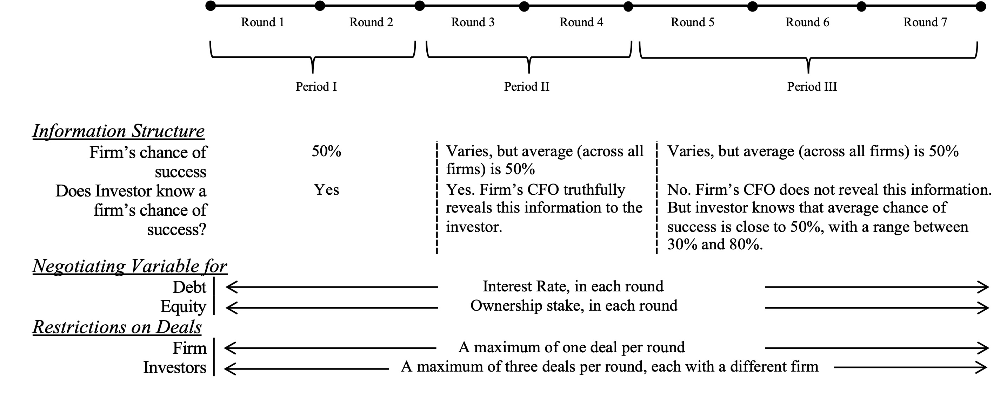 Round 1 Round 2 Round 3 Round 4 Round 5 Round 6 Round 7
Period I Period II Period III
Information Structure
Firm’s chance of
success
50%
Varies, but average (across all
firms) is 50%
Varies, but average (across all firms) is 50%
Does Investor know a
firm’s chance of
success?
Yes
Yes. Firm’s CFO truthfully
reveals this information to the
investor.
No. Firm’s CFO does not reveal this information.
But investor knows that average chance of
success is close to 50%, with a range between
30% and 80%.
Negotiating Variable for
Debt Interest Rate, in each round
Equity Ownership stake, in each round
Restrictions on Deals
Firm A maximum of one deal per round
Investors A maximum of three deals per round, each with a different firm